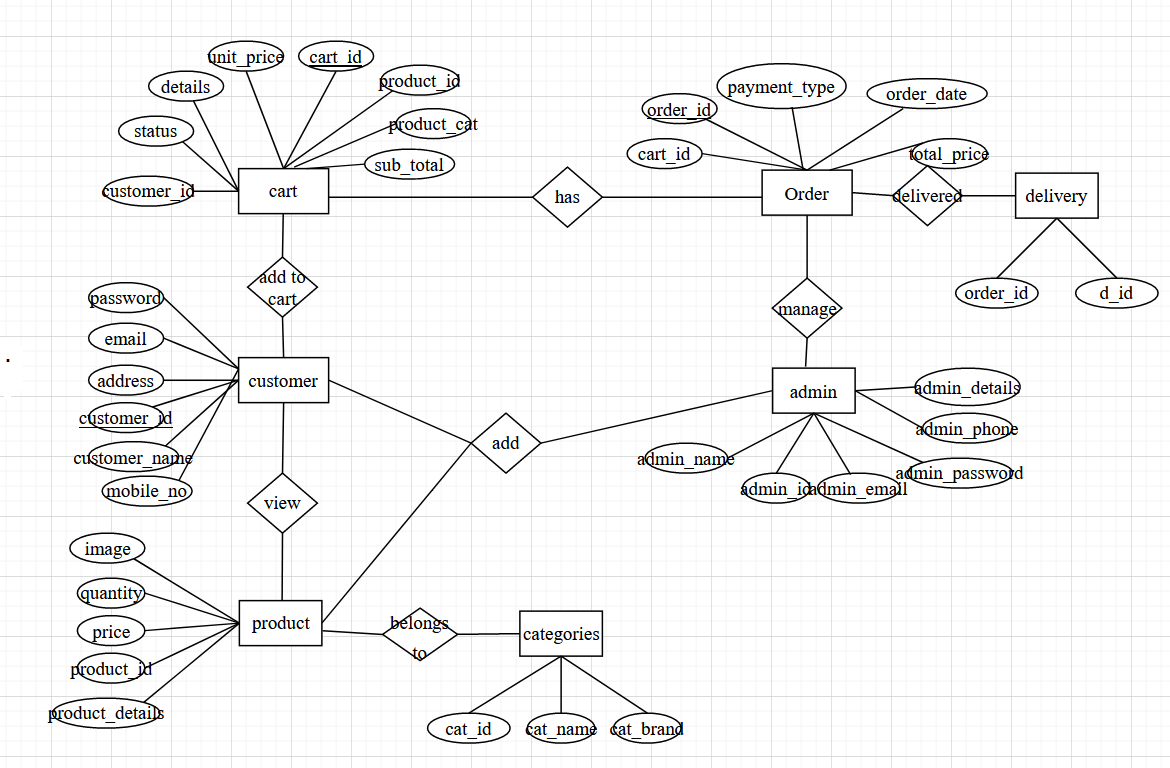 unit_price
cart_id
details
product_id
payment_type
order_date
order_id
status
product_cat
cart_id
total_price
sub_total
customer_id
cart
has
Order
delivered
delivery
add to
cart
order_id
d_id
password
manage
email
address
customer
admin
admin_details
customer_id
admin_phone
customer_name
add
admin_name
admin_password
mobile_no
admin_id
admin_email
view
image
quantity
price
product
belongs
to
categories
product_id
product_details
cat_id
cat_name
cat_brand